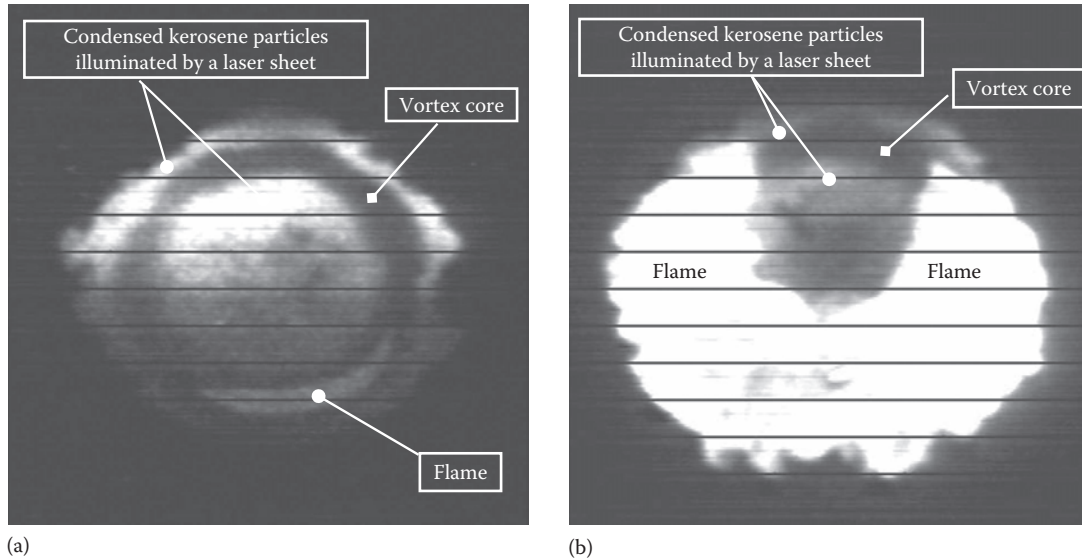 Condensed kerosene particles
illuminated by a laser sheet
Vortex core
Flame
(a)
Condensed kerosene particles
illuminated by a laser sheet
Vortex core
Flame
Flame
(b)